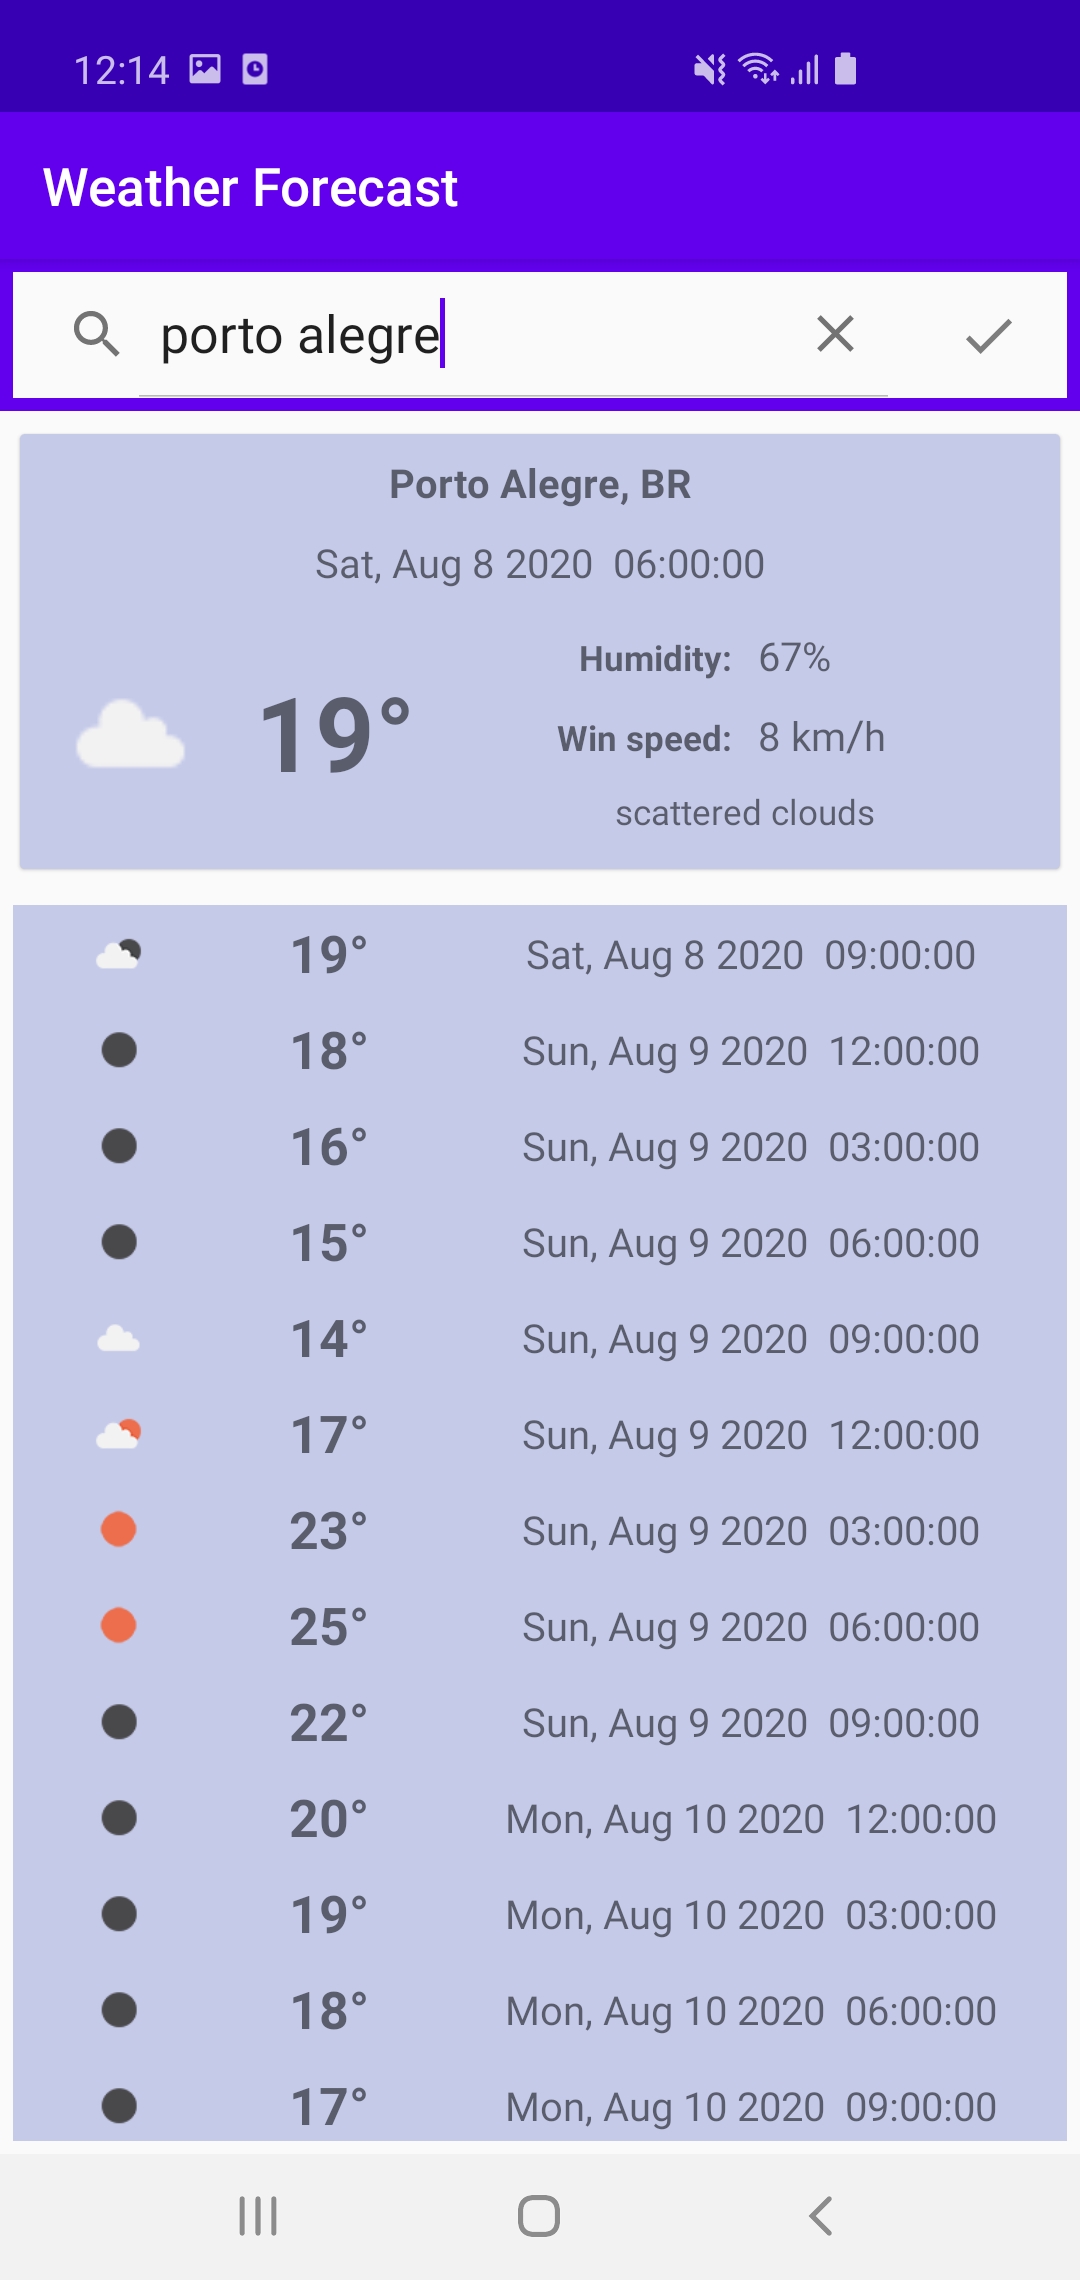 12:14
Weather Forecast
porto alegre
Porto Alegre, BR
Sat, Aug 8 2020 06:00:00
Humidity: 67%
19°
Win speed: 8 km/h
scattered clouds
19° Sat, Aug 8 2020 09:00:00
18° Sun, Aug 9 2020 12:00:00
16° Sun, Aug 9 2020 03:00:00
15° Sun, Aug 9 2020 06:00:00
14° Sun, Aug 9 2020 09:00:00
17° Sun, Aug 9 2020 12:00:00
23° Sun, Aug 9 2020 03:00:00
25° Sun, Aug 9 2020 06:00:00
22° Sun, Aug 9 2020 09:00:00
20° Mon, Aug 10 2020 12:00:00
19° Mon, Aug 10 2020 03:00:00
18° Mon, Aug 10 2020 06:00:00
17° Mon, Aug 10 2020 09:00:00